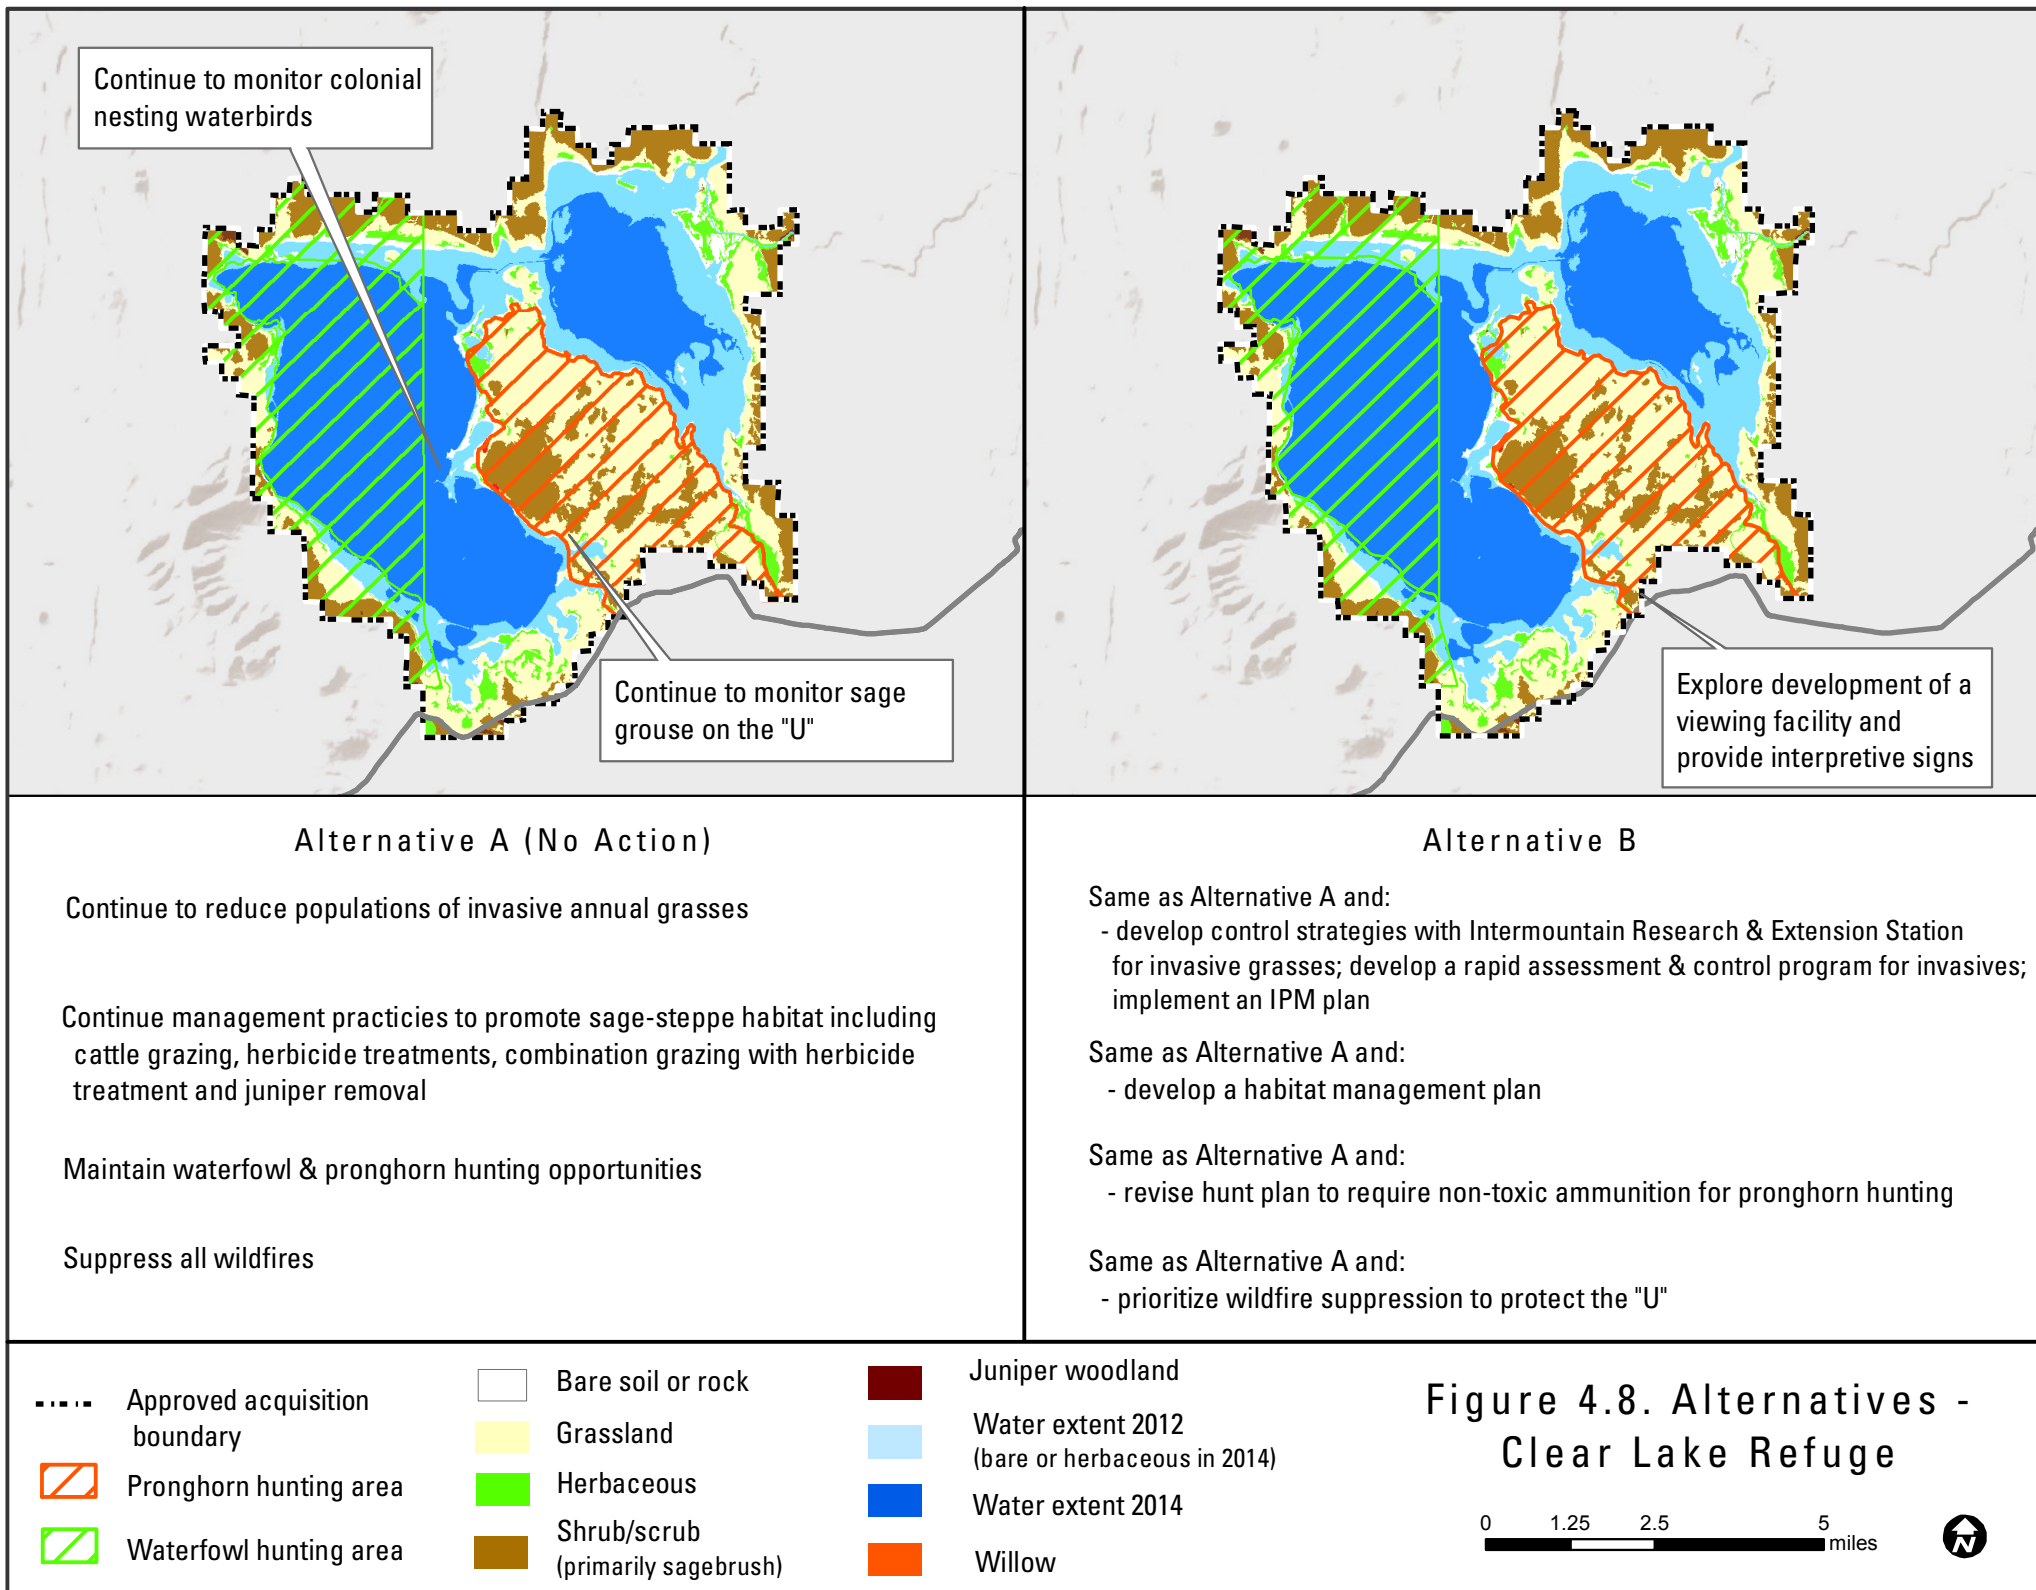 Continue to monitor colonial
nesting waterbirds
Continue to monitor sage
grouse on the "U"
Explore development of a
viewing facility and
provide interpretive signs
Alternative A (No Action)
Continue to reduce populations of invasive annual grasses
Continue management practicies to promote sage-steppe habitat including
cattle grazing, herbicide treatments, combination grazing with herbicide
treatment and juniper removal
Maintain waterfowl & pronghorn hunting opportunities
Suppress all wildfires
Alternative B
Same as Alternative A and:
- develop control strategies with Intermountain Research & Extension Station
for invasive grasses; develop a rapid assessment & control program for invasives;
implement an IPM plan
Same as Alternative A and:
- develop a habitat management plan
Same as Alternative A and:
- revise hunt plan to require non-toxic ammunition for pronghorn hunting
Same as Alternative A and:
- prioritize wildfire suppression to protect the "U"
Approved acquisition
boundary
Pronghorn hunting area
Waterfowl hunting area
Bare soil or rock
Grassland
Herbaceous
Shrub/scrub
(primarily sagebrush)
Juniper woodland
Water extent 2012
(bare or herbaceous in 2014)
Water extent 2014
Willow
Figure 4.8. Alternatives -
Clear Lake Refuge
0 1.25 2.5 5
miles
N